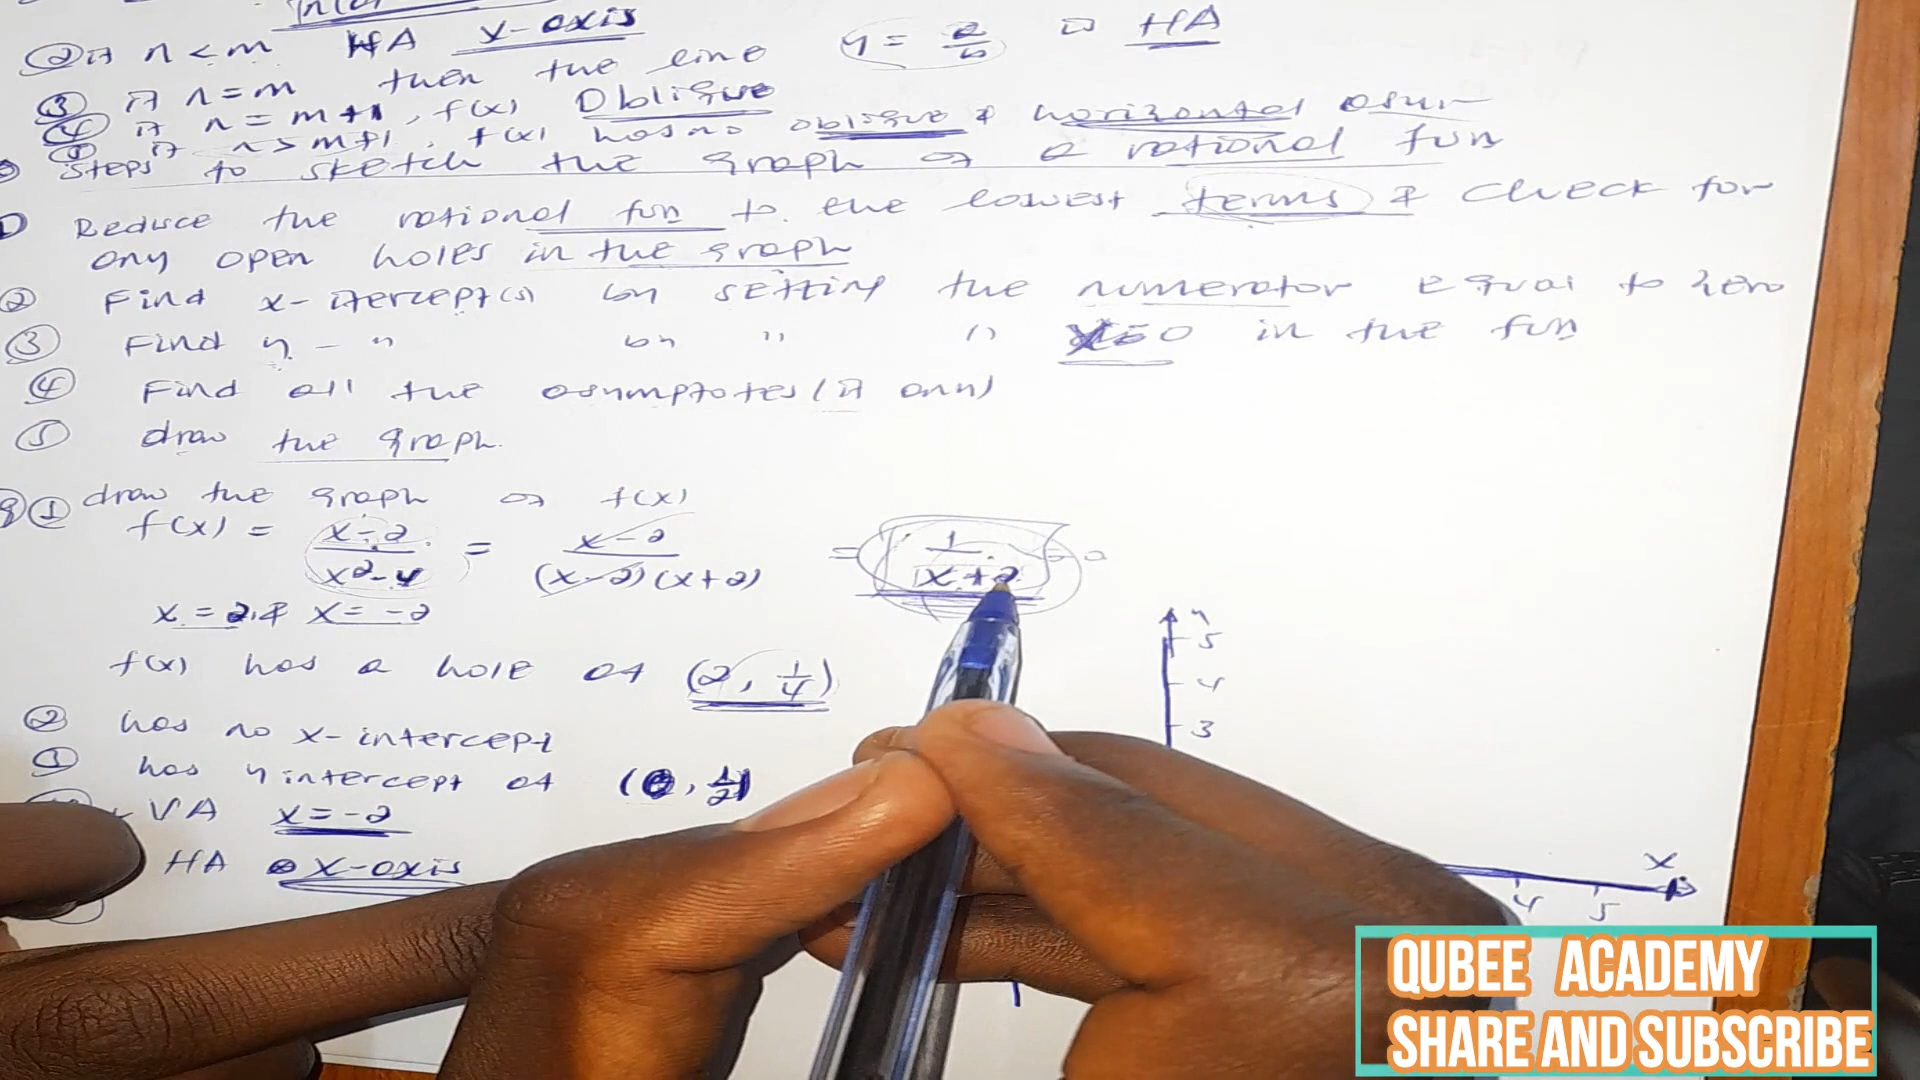 ② if n < m HA x-axis
③ if n = m then the line y = a/b is HA
④ if n = m+1, f(x) Oblique
⑤ if n > m+1, f(x) has no oblique & horizontal asym
Steps to sketch the graph of a rational fun
① Reduce the rational fun to the lowest terms & check for
any open holes in the graph
② Find x-itercept(s) by setting the numerator equal to zero
③ Find y - " by " " x=0 in the fun
④ Find all the asymptotes (if any)
⑤ draw the graph.
① draw the graph of f(x)
f(x) = x-2/x²-4 = x-2/(x-2)(x+2) = 1/x+2
x = 2 & x = -2
f(x) has a hole at (2, 1/4)
② has no x-intercept
③ has y intercept at (0, 1/2)
VA x = -2
HA x-axis
y
5
4
3
x
4 5
QUBEE ACADEMY
SHARE AND SUBSCRIBE